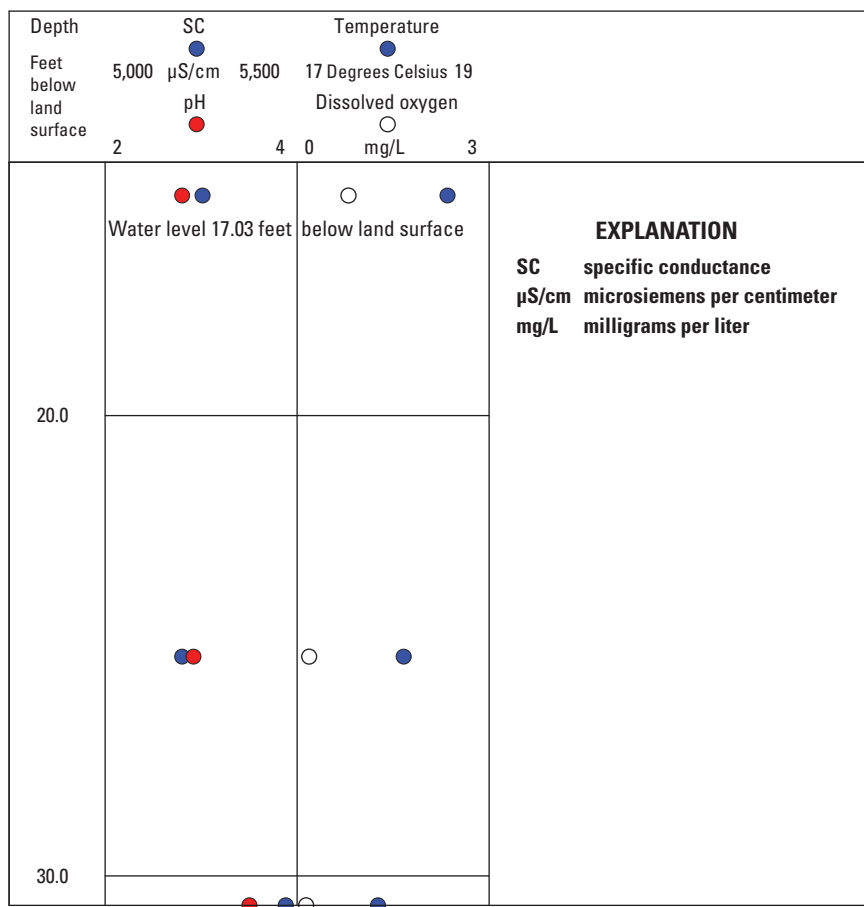 Depth SC Temperature
Feet below land surface
5,000 µS/cm 5,500 17 Degrees Celsius 19
pH Dissolved oxygen
2 4 0 mg/L 3
Water level 17.03 feet below land surface
EXPLANATION
SC specific conductance
µS/cm microsiemens per centimeter
mg/L milligrams per liter
20.0
30.0